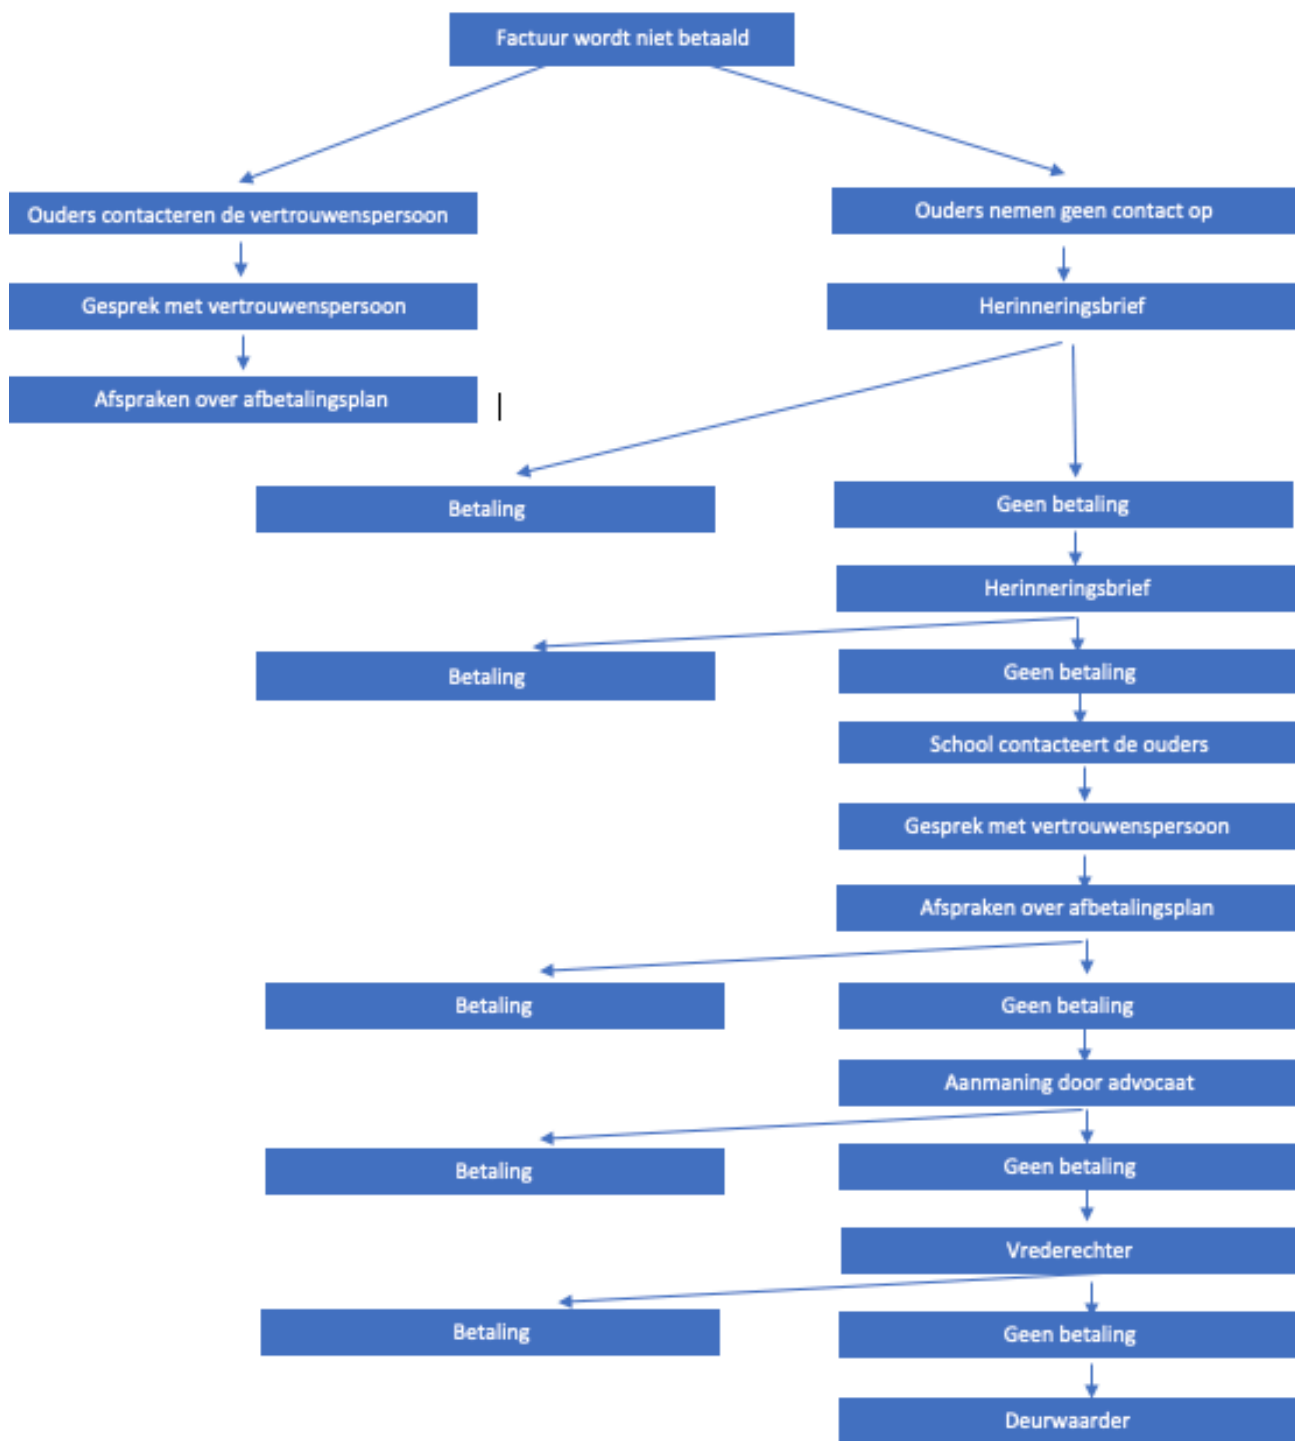 Factuur wordt niet betaald
Ouders contacteren de vertrouwenspersoon
Ouders nemen geen contact op
Gesprek met vertrouwenspersoon
Herinneringsbrief
Afspraken over afbetalingsplan
Betaling
Geen betaling
Herinneringsbrief
Betaling
Geen betaling
School contacteert de ouders
Gesprek met vertrouwenspersoon
Afspraken over afbetalingsplan
Betaling
Geen betaling
Aanmaning door advocaat
Betaling
Geen betaling
Vrederechter
Betaling
Geen betaling
Deurwaarder